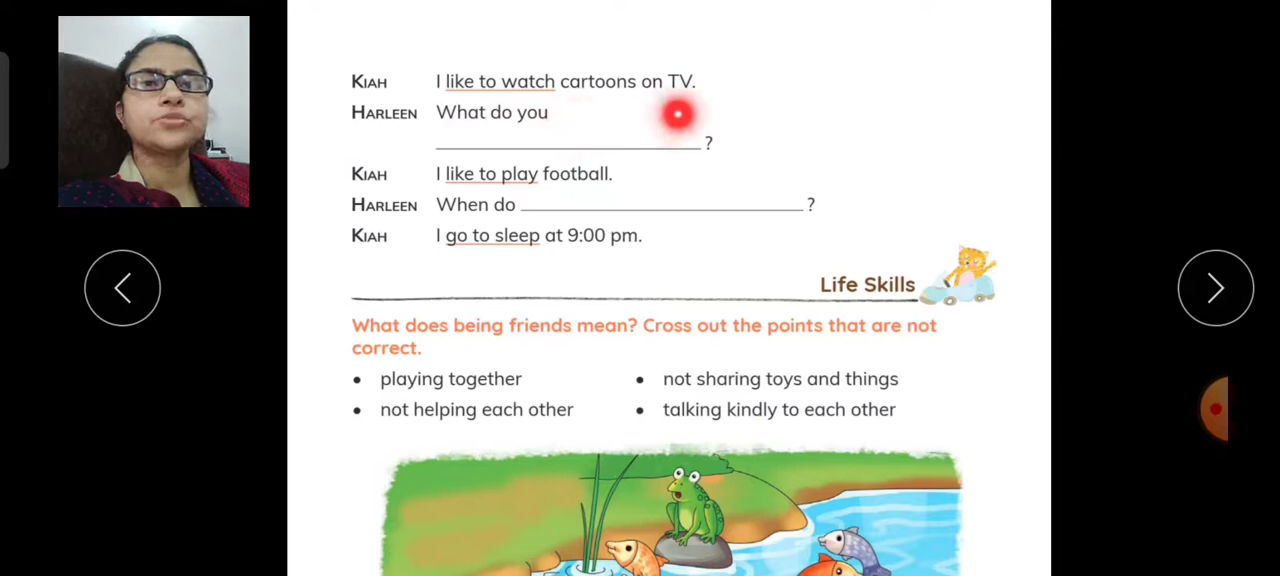 KIAH I like to watch cartoons on TV.
HARLEEN What do you
?
KIAH I like to play football.
HARLEEN When do ?
KIAH I go to sleep at 9:00 pm.
Life Skills
What does being friends mean? Cross out the points that are not
correct.
• playing together
• not sharing toys and things
• not helping each other
• talking kindly to each other